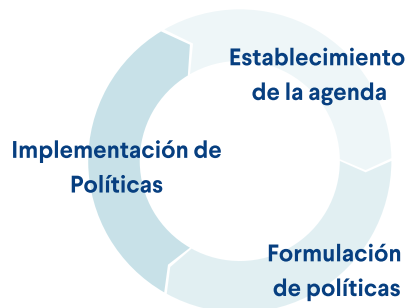 Establecimiento
de la agenda
Implementación de
Políticas
Formulación
de políticas